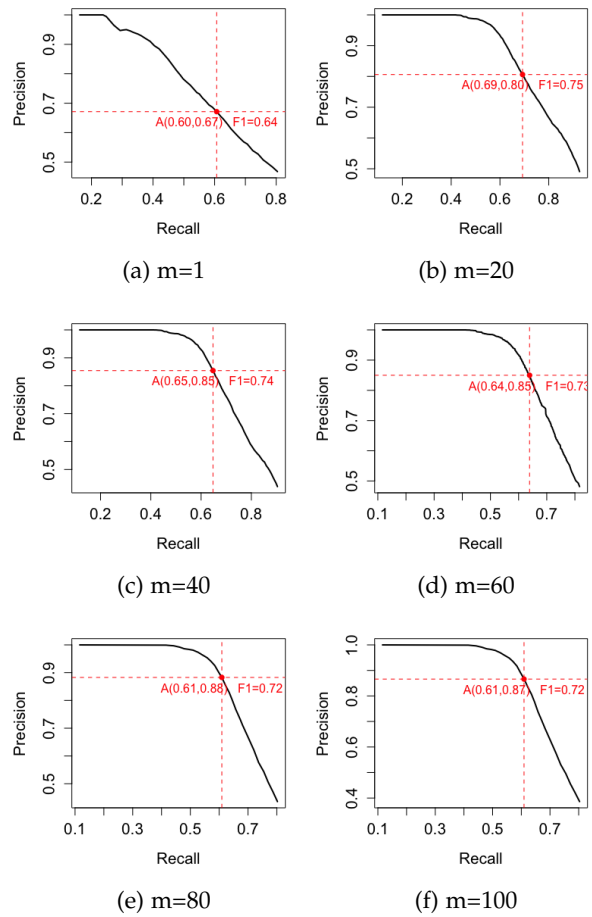 0.9
0.7
0.5
Precision
A(0.60,0.67) F1=0.64
0.2 0.4 0.6 0.8
Recall
(a) m=1
0.9
0.7
0.5
Precision
A(0.69,0.80) F1=0.75
0.2 0.4 0.6 0.8
Recall
(b) m=20
0.9
0.7
0.5
Precision
A(0.65,0.85) F1=0.74
0.2 0.4 0.6 0.8
Recall
(c) m=40
0.9
0.7
0.5
Precision
A(0.64,0.85) F1=0.73
0.1 0.3 0.5 0.7
Recall
(d) m=60
0.9
0.7
0.5
Precision
A(0.61,0.88) F1=0.72
0.1 0.3 0.5 0.7
Recall
(e) m=80
1.0
0.8
0.6
0.4
Precision
A(0.61,0.87) F1=0.72
0.1 0.3 0.5 0.7
Recall
(f) m=100